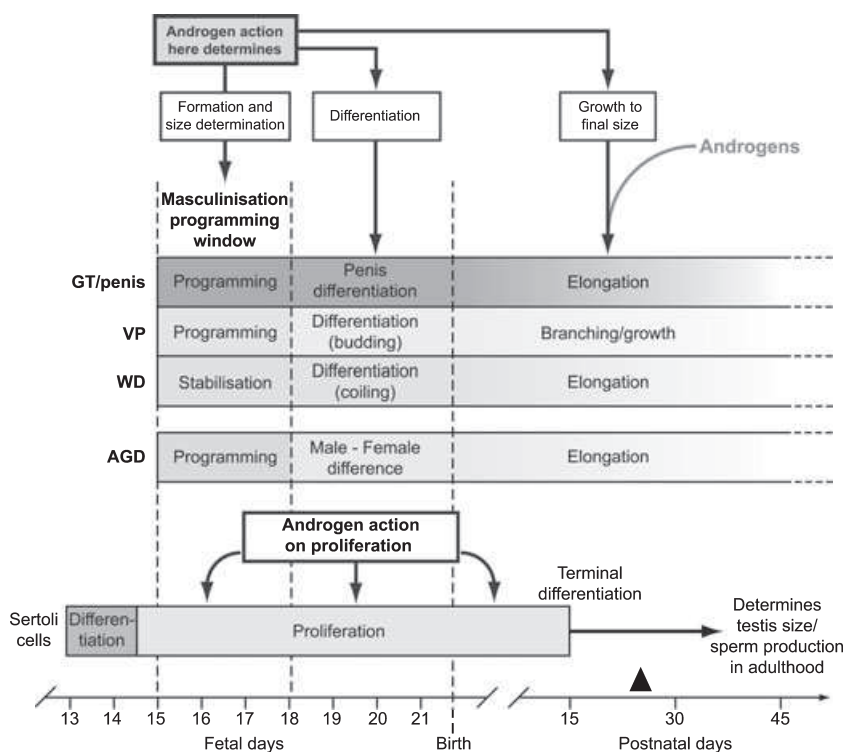 Androgen action
here determines
Formation and
size determination
Differentiation
Growth to
final size
Androgens
Masculinisation
programming
window
GT/penis
Programming
Penis
differentiation
Elongation
VP
Programming
Differentiation
(budding)
Branching/growth
WD
Stabilisation
Differentiation
(coiling)
Elongation
AGD
Programming
Male - Female
difference
Elongation
Androgen action
on proliferation
Terminal
differentiation
Sertoli
cells
Differen-
tiation
Proliferation
Determines
testis size/
sperm production
in adulthood
13 14 15 16 17 18 19 20 21 15 30 45
Fetal days Birth Postnatal days